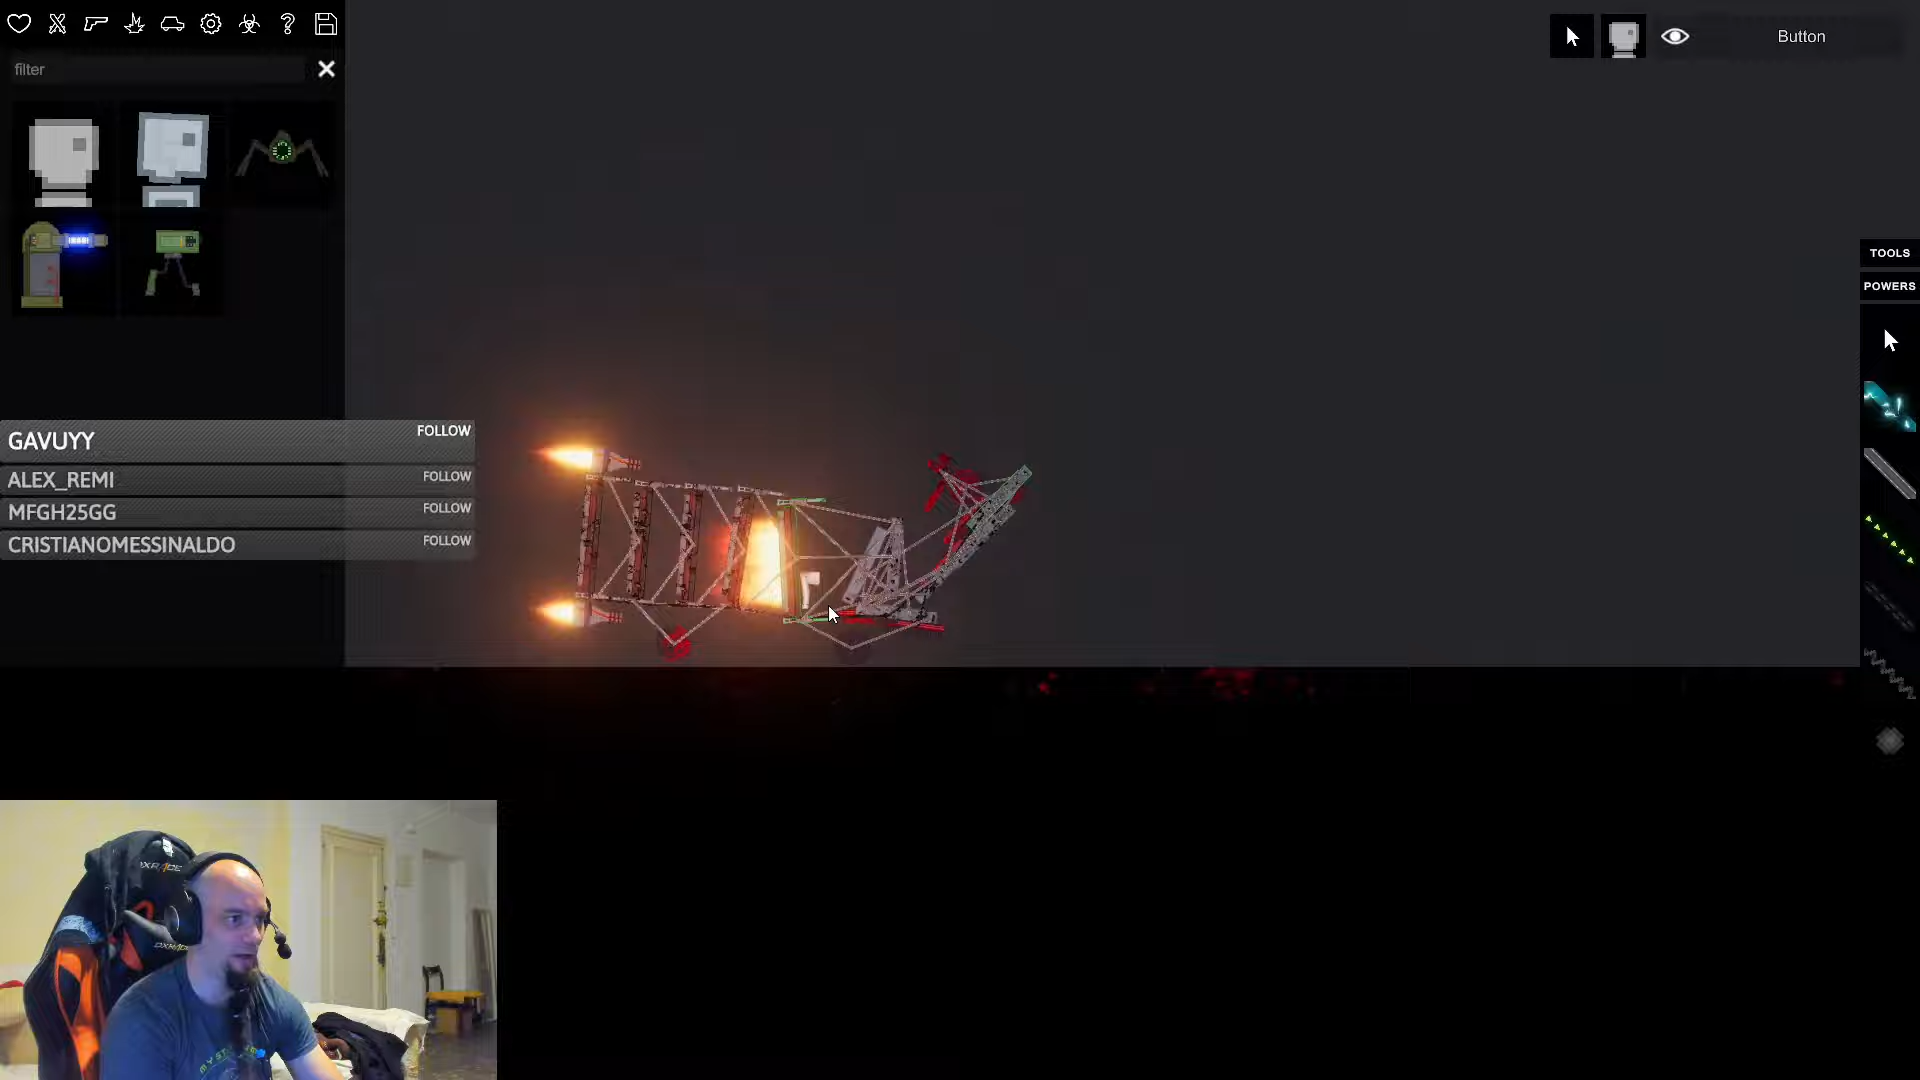 filter
Button
TOOLS
POWERS
GAVUYY FOLLOW
ALEX_REMI FOLLOW
MFGH25GG FOLLOW
CRISTIANOMESSINALDO FOLLOW